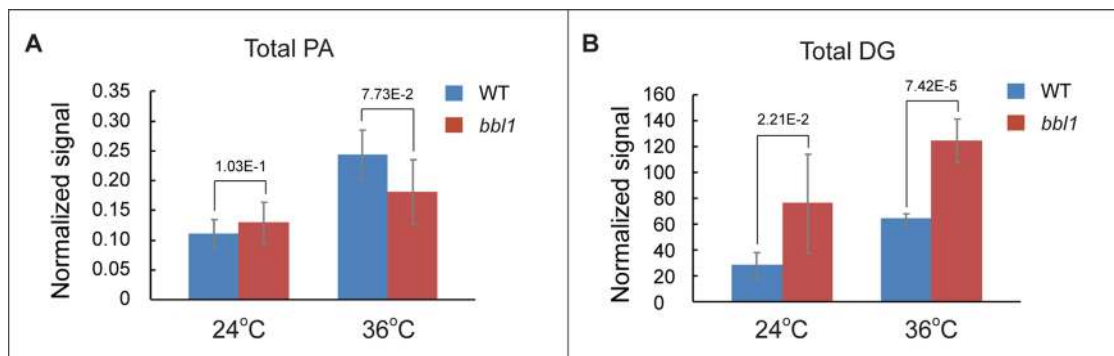 A
Total PA
Normalized signal
0.35
0.30
0.25
0.20
0.15
0.10
0.05
0
1.03E-1
7.73E-2
WT
bbl1
24°C
36°C
B
Total DG
Normalized signal
160
140
120
100
80
60
40
20
0
2.21E-2
7.42E-5
WT
bbl1
24°C
36°C